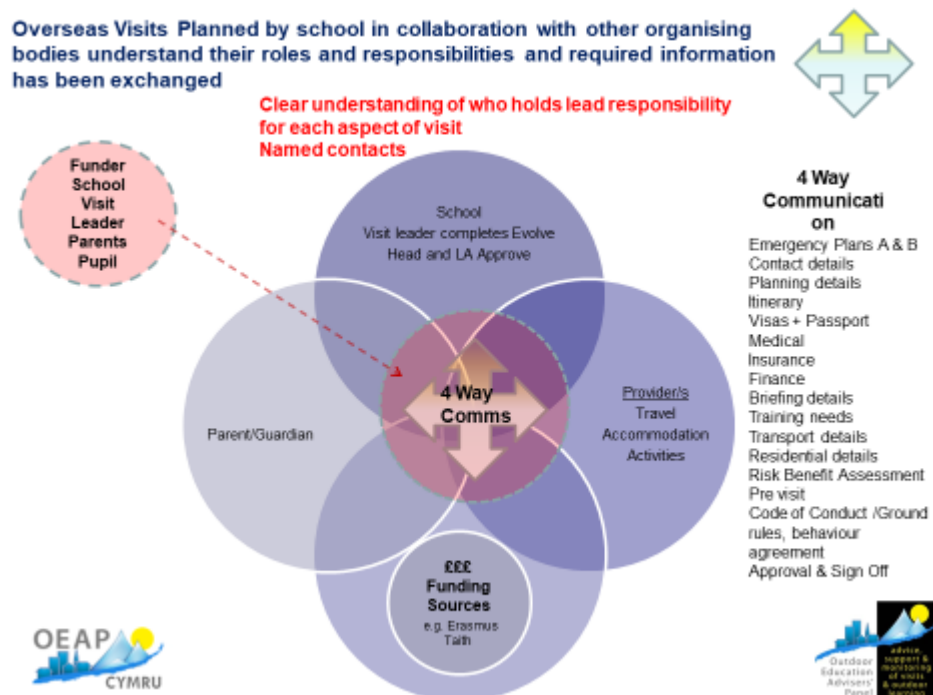 Overseas Visits Planned by school in collaboration with other organising
bodies understand their roles and responsibilities and required information
has been exchanged
Clear understanding of who holds lead responsibility
for each aspect of visit
Named contacts
Funder
School
Visit
Leader
Parents
Pupil
School
Visit leader completes Evolve
Head and LA Approve
Parent/Guardian
4 Way
Comms
Provider/s
Travel
Accommodation
Activities
£££
Funding
Sources
e.g. Erasmus
Taith
4 Way
Communicati
on
Emergency Plans A & B
Contact details
Planning details
Itinerary
Visas + Passport
Medical
Insurance
Finance
Briefing details
Training needs
Transport details
Residential details
Risk Benefit Assessment
Pre visit
Code of Conduct /Ground
rules, behaviour
agreement
Approval & Sign Off
OEAP
CYMRU
Outdoor
Education
Advisers'
Panel
advice,
support &
monitoring
of visits
& outdoor
learning